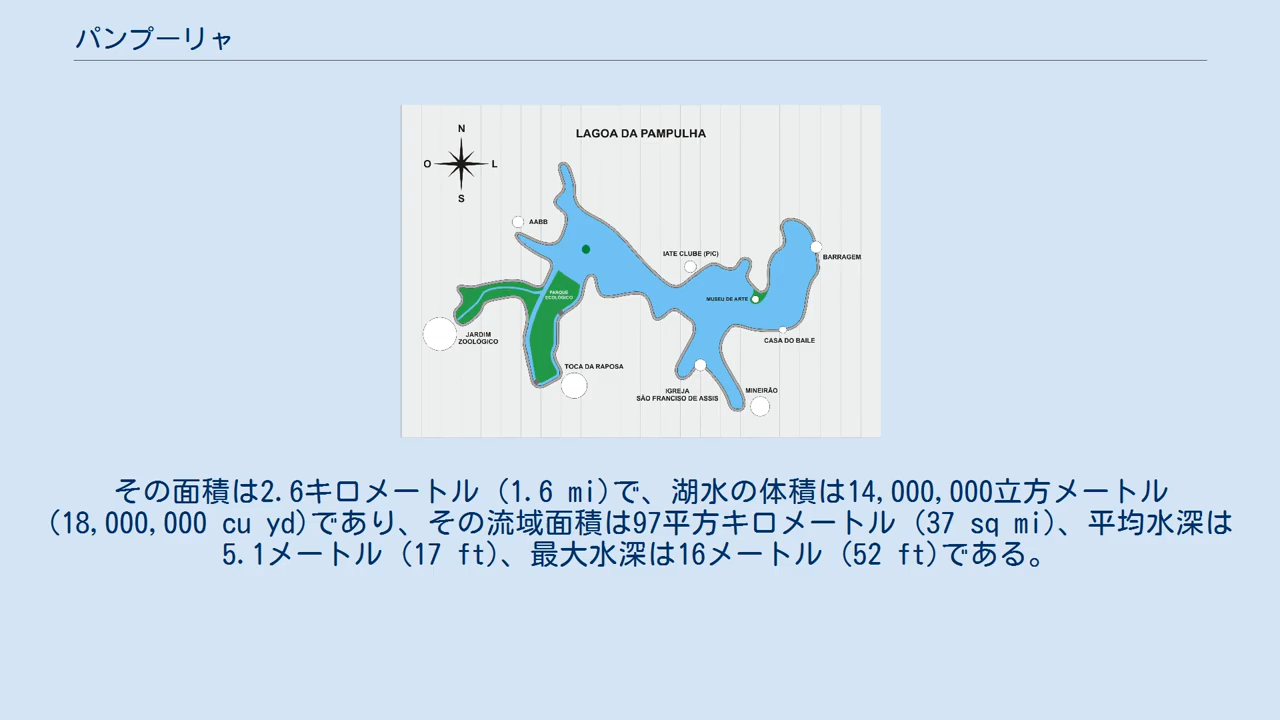 パンプーリャ
LAGOA DA PAMPULHA
N
O
L
S
AABB
IATE CLUBE (PIC)
BARRAGEM
PARQUE
ECOLÓGICO
MUSEU DE ARTE
JARDIM
ZOOLÓGICO
CASA DO BAILE
TOCA DA RAPOSA
IGREJA
SÃO FRANCISO DE ASSIS
MINEIRÃO
その面積は2.6キロメートル (1.6 mi)で、湖水の体積は14,000,000立方メートル
(18,000,000 cu yd)であり、その流域面積は97平方キロメートル (37 sq mi)、平均水深は
5.1メートル (17 ft)、最大水深は16メートル (52 ft)である。